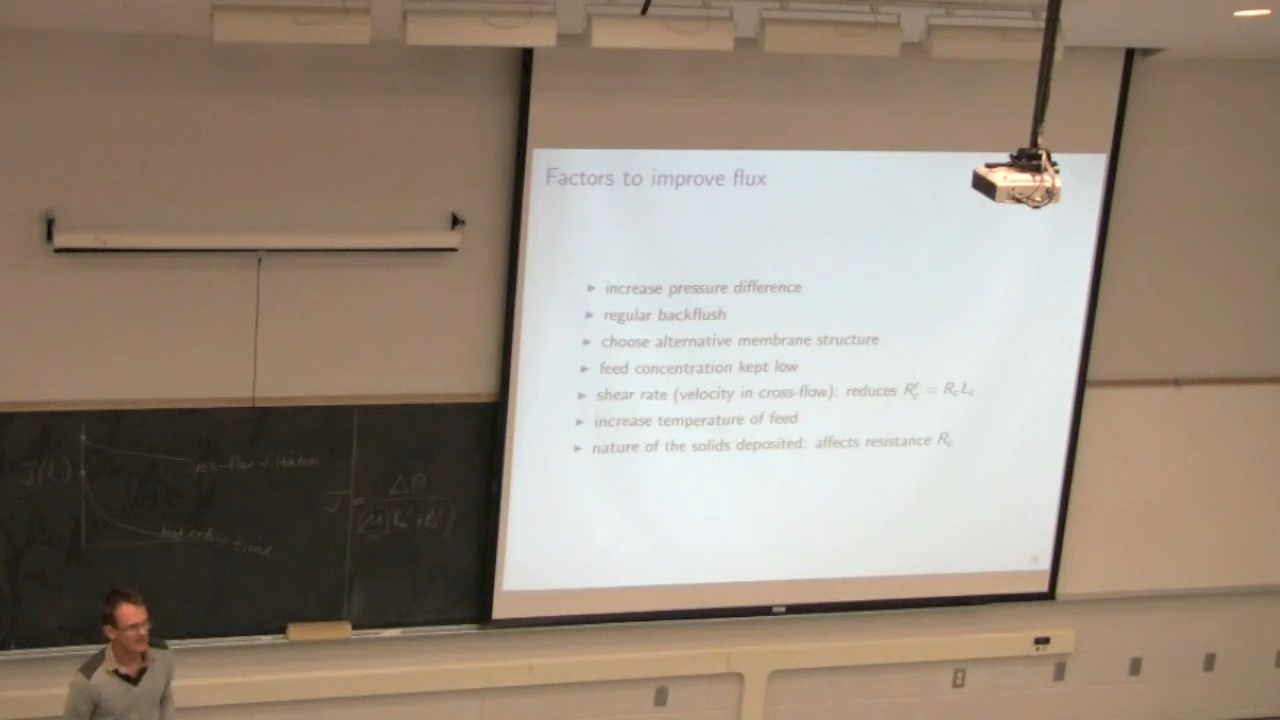 Factors to improve flux
▶ increase pressure difference
▶ regular backflush
▶ choose alternative membrane structure
▶ feed concentration kept low
▶ shear rate (velocity in cross-flow): reduces R′c = RcLc
▶ increase temperature of feed
▶ nature of the solids deposited: affects resistance Rc
J(t)
time
J = ΔP